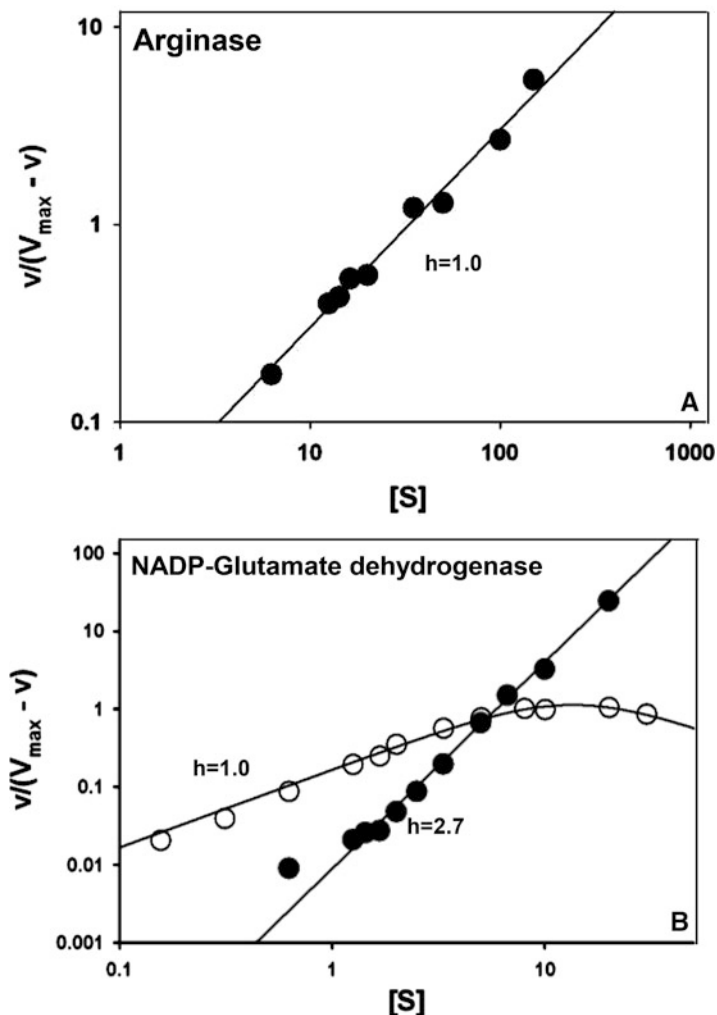 Arginase
10
1
0.1
v/(Vmax - v)
h=1.0
A
1
10
100
1000
[S]
NADP-Glutamate dehydrogenase
100
10
1
0.1
0.01
0.001
v/(Vmax - v)
h=1.0
h=2.7
B
0.1
1
10
[S]